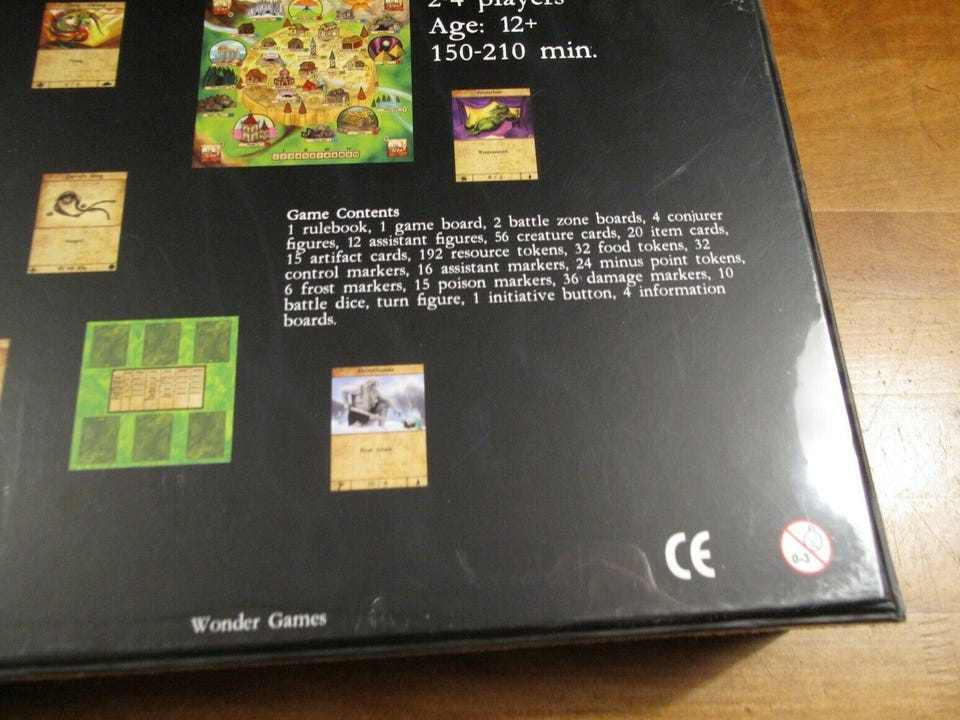 2-4 players
Age: 12+
150-210 min.
Weaponsmith
Game Contents
1 rulebook, 1 game board, 2 battle zone boards, 4 conjurer
figures, 12 assistant figures, 56 creature cards, 20 item cards,
15 artifact cards, 192 resource tokens, 32 food tokens, 32
control markers, 16 assistant markers, 24 minus point tokens,
6 frost markers, 15 poison markers, 36 damage markers, 10
battle dice, turn figure, 1 initiative button, 4 information
boards.
CE
0-3
Wonder Games